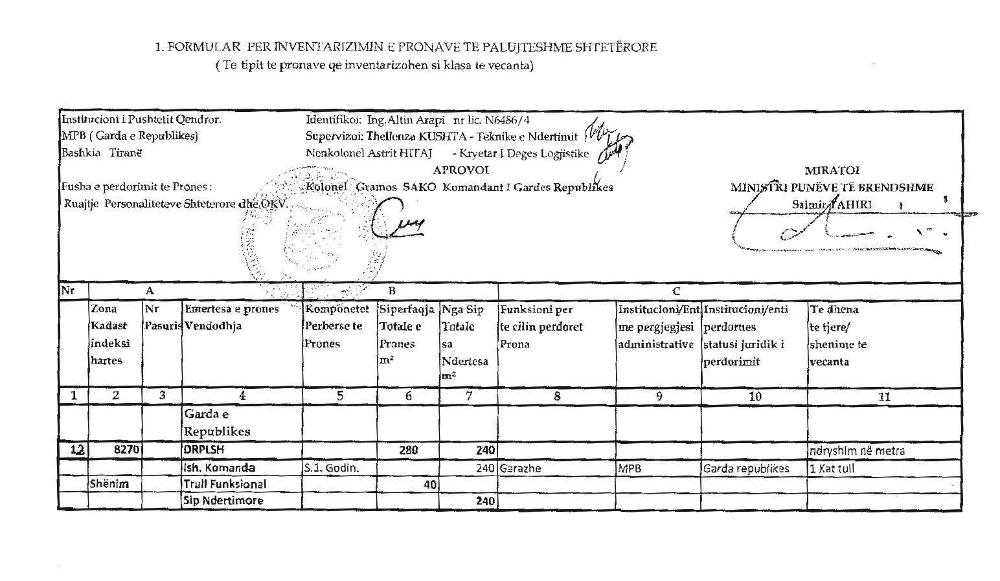 1. FORMULAR PER INVENTARIZIMIN E PRONAVE TE PALUJTESHME SHTETËRORE
( Te tipit te pronave qe inventarizohen si klasa te vecanta)
Institucioni i Pushtetit Qendror.
MPB ( Garda e Republikes)
Bashkia Tiranë
Fusha e perdorimit te Prones :
Ruajtje Personaliteteve Shteterore dhe OKV.
Identifikoi: Ing.Altin Arapi nr lic. N6486/4
Supervizoi: Thellenza KUSHTA - Teknike e Ndertimit
Nenkolonel Astrit HITAJ - Kryetar I Deges Logjistike
APROVOI
Kolonel Gramos SAKO Komandant I Gardes Republikes
MIRATOI
MINISTRI PUNËVE TË BRENDSHME
Saimir TAHIRI
Nr A B C
Zona Kadast indeksi hartes
Nr Pasuris
Emertesa e prones Vendodhja
Komponetet Perberse te Prones
Siperfaqja Totale e Prones m²
Nga Sip Totale sa Ndertesa m²
Funksioni per te cilin perdoret Prona
Institucioni/Ent me pergjegjesi administrative
Institucioni/enti perdorues statusi juridik i perdorimit
Te dhena te tjere/ shenime te vecanta
1 2 3 4 5 6 7 8 9 10 11
Garda e
Republikes
12 8270 DRPLSH 280 240 ndryshim në metra
Ish. Komanda S.1. Godin. 240 Garazhe MPB Garda republikes 1 Kat tull
Shënim Trull Funksional 40
Sip Ndertimore 240